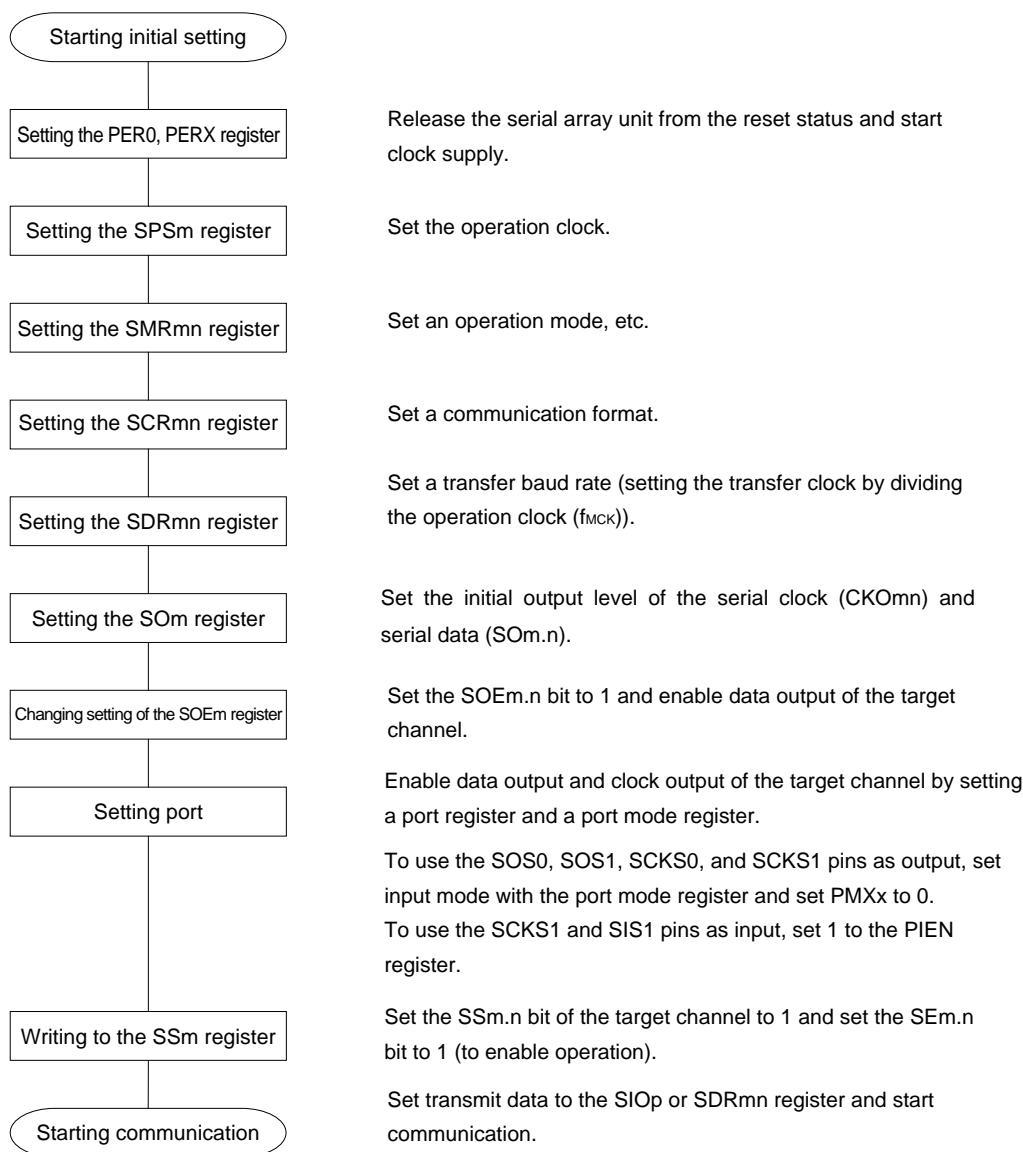 Starting initial setting
Setting the PER0, PERX register
Release the serial array unit from the reset status and start
clock supply.
Setting the SPSm register
Set the operation clock.
Setting the SMRmn register
Set an operation mode, etc.
Setting the SCRmn register
Set a communication format.
Setting the SDRmn register
Set a transfer baud rate (setting the transfer clock by dividing
the operation clock (fMCK)).
Setting the SOm register
Set the initial output level of the serial clock (CKOmn) and
serial data (SOm.n).
Changing setting of the SOEm register
Set the SOEm.n bit to 1 and enable data output of the target
channel.
Setting port
Enable data output and clock output of the target channel by setting
a port register and a port mode register.
To use the SOS0, SOS1, SCKS0, and SCKS1 pins as output, set
input mode with the port mode register and set PMXx to 0.
To use the SCKS1 and SIS1 pins as input, set 1 to the PIEN
register.
Writing to the SSm register
Set the SSm.n bit of the target channel to 1 and set the SEm.n
bit to 1 (to enable operation).
Starting communication
Set transmit data to the SIOp or SDRmn register and start
communication.